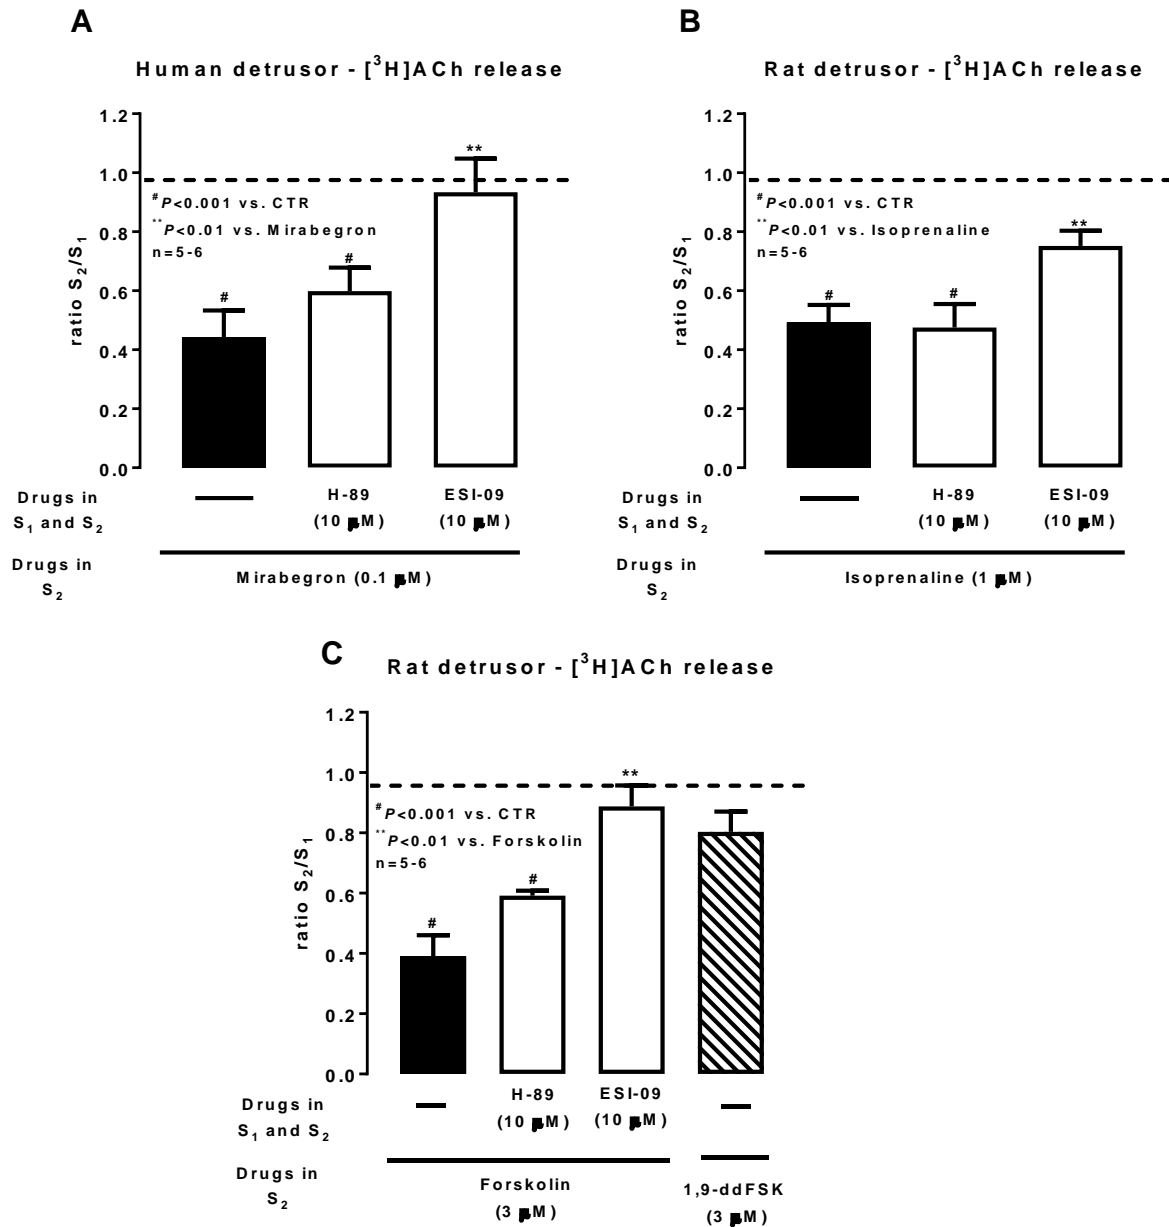 A
Human detrusor - [³H]ACh release
1.2
1.0
0.8
0.6
0.4
0.2
0.0
ratio S₂/S₁
**
#P<0.001 vs. CTR
**P<0.01 vs. Mirabegron
n=5-6
#
#
Drugs in
S₁ and S₂
H-89
(10 µM)
ESI-09
(10 µM)
Drugs in
S₂
Mirabegron (0.1 µM)
B
Rat detrusor - [³H]ACh release
1.2
1.0
0.8
0.6
0.4
0.2
0.0
ratio S₂/S₁
#P<0.001 vs. CTR
**P<0.01 vs. Isoprenaline
n=5-6
**
#
#
Drugs in
S₁ and S₂
H-89
(10 µM)
ESI-09
(10 µM)
Drugs in
S₂
Isoprenaline (1 µM)
C
Rat detrusor - [³H]ACh release
1.2
1.0
0.8
0.6
0.4
0.2
0.0
ratio S₂/S₁
**
#P<0.001 vs. CTR
**P<0.01 vs. Forskolin
n=5-6
#
#
Drugs in
S₁ and S₂
H-89
(10 µM)
ESI-09
(10 µM)
Drugs in
S₂
Forskolin
(3 µM)
1,9-ddFSK
(3 µM)